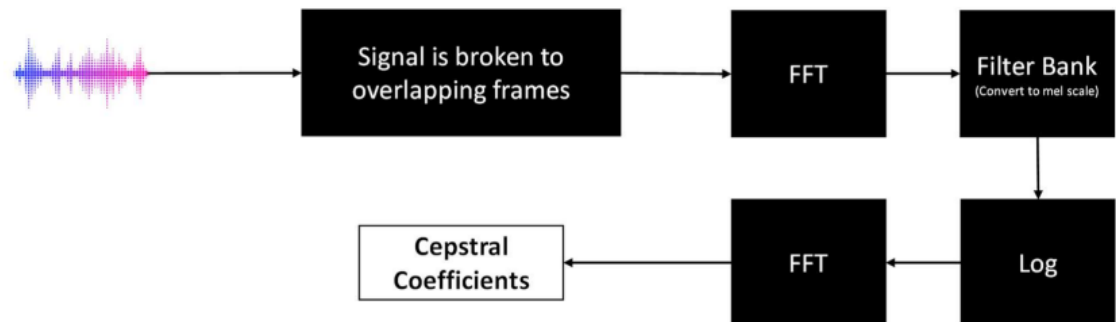 Signal is broken to
overlapping frames
FFT
Filter Bank
(Convert to mel scale)
Log
FFT
Cepstral
Coefficients